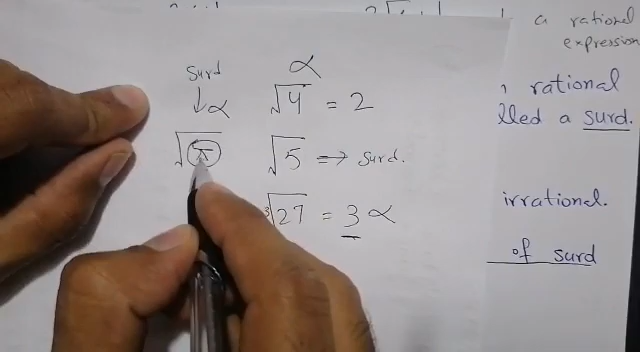 a rational
expression
Surd
α
α
√4 = 2
√π
√5 ⇒ surd.
∛27 = 3 α
rational
lled a surd.
irrational.
of surd